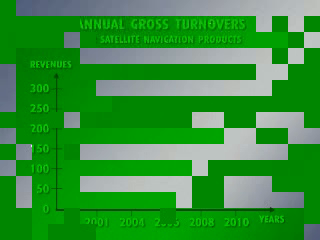 ANNUAL GROSS TURNOVERS
SATELLITE NAVIGATION PRODUCTS
REVENUES
300
250
200
150
100
50
0
2001 2004 2008 2010 YEARS